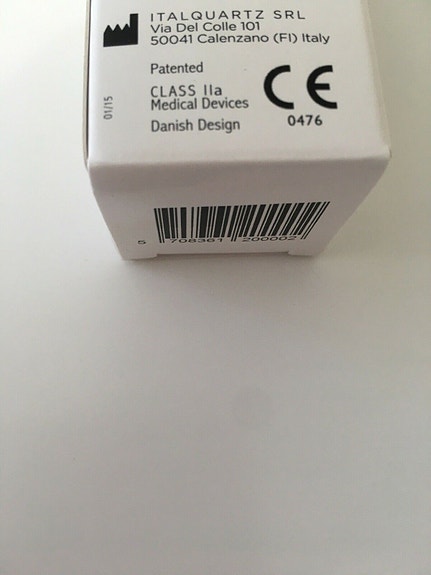 ITALQUARTZ SRL
Via Del Colle 101
50041 Calenzano (FI) Italy
Patented
CLASS IIa
Medical Devices
Danish Design
CE
0476
01/15
5 708361 200002